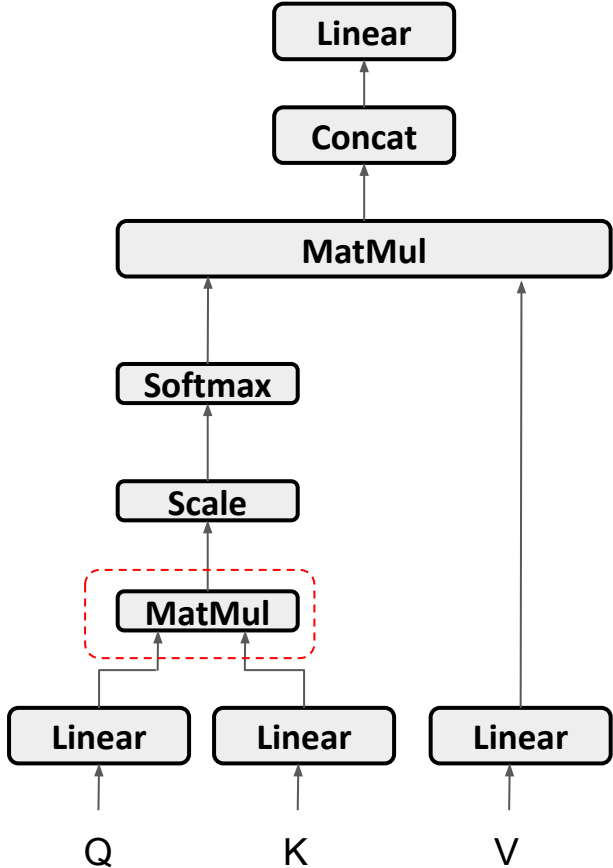 Linear
Concat
MatMul
Softmax
Scale
MatMul
Linear Linear Linear
Q K V